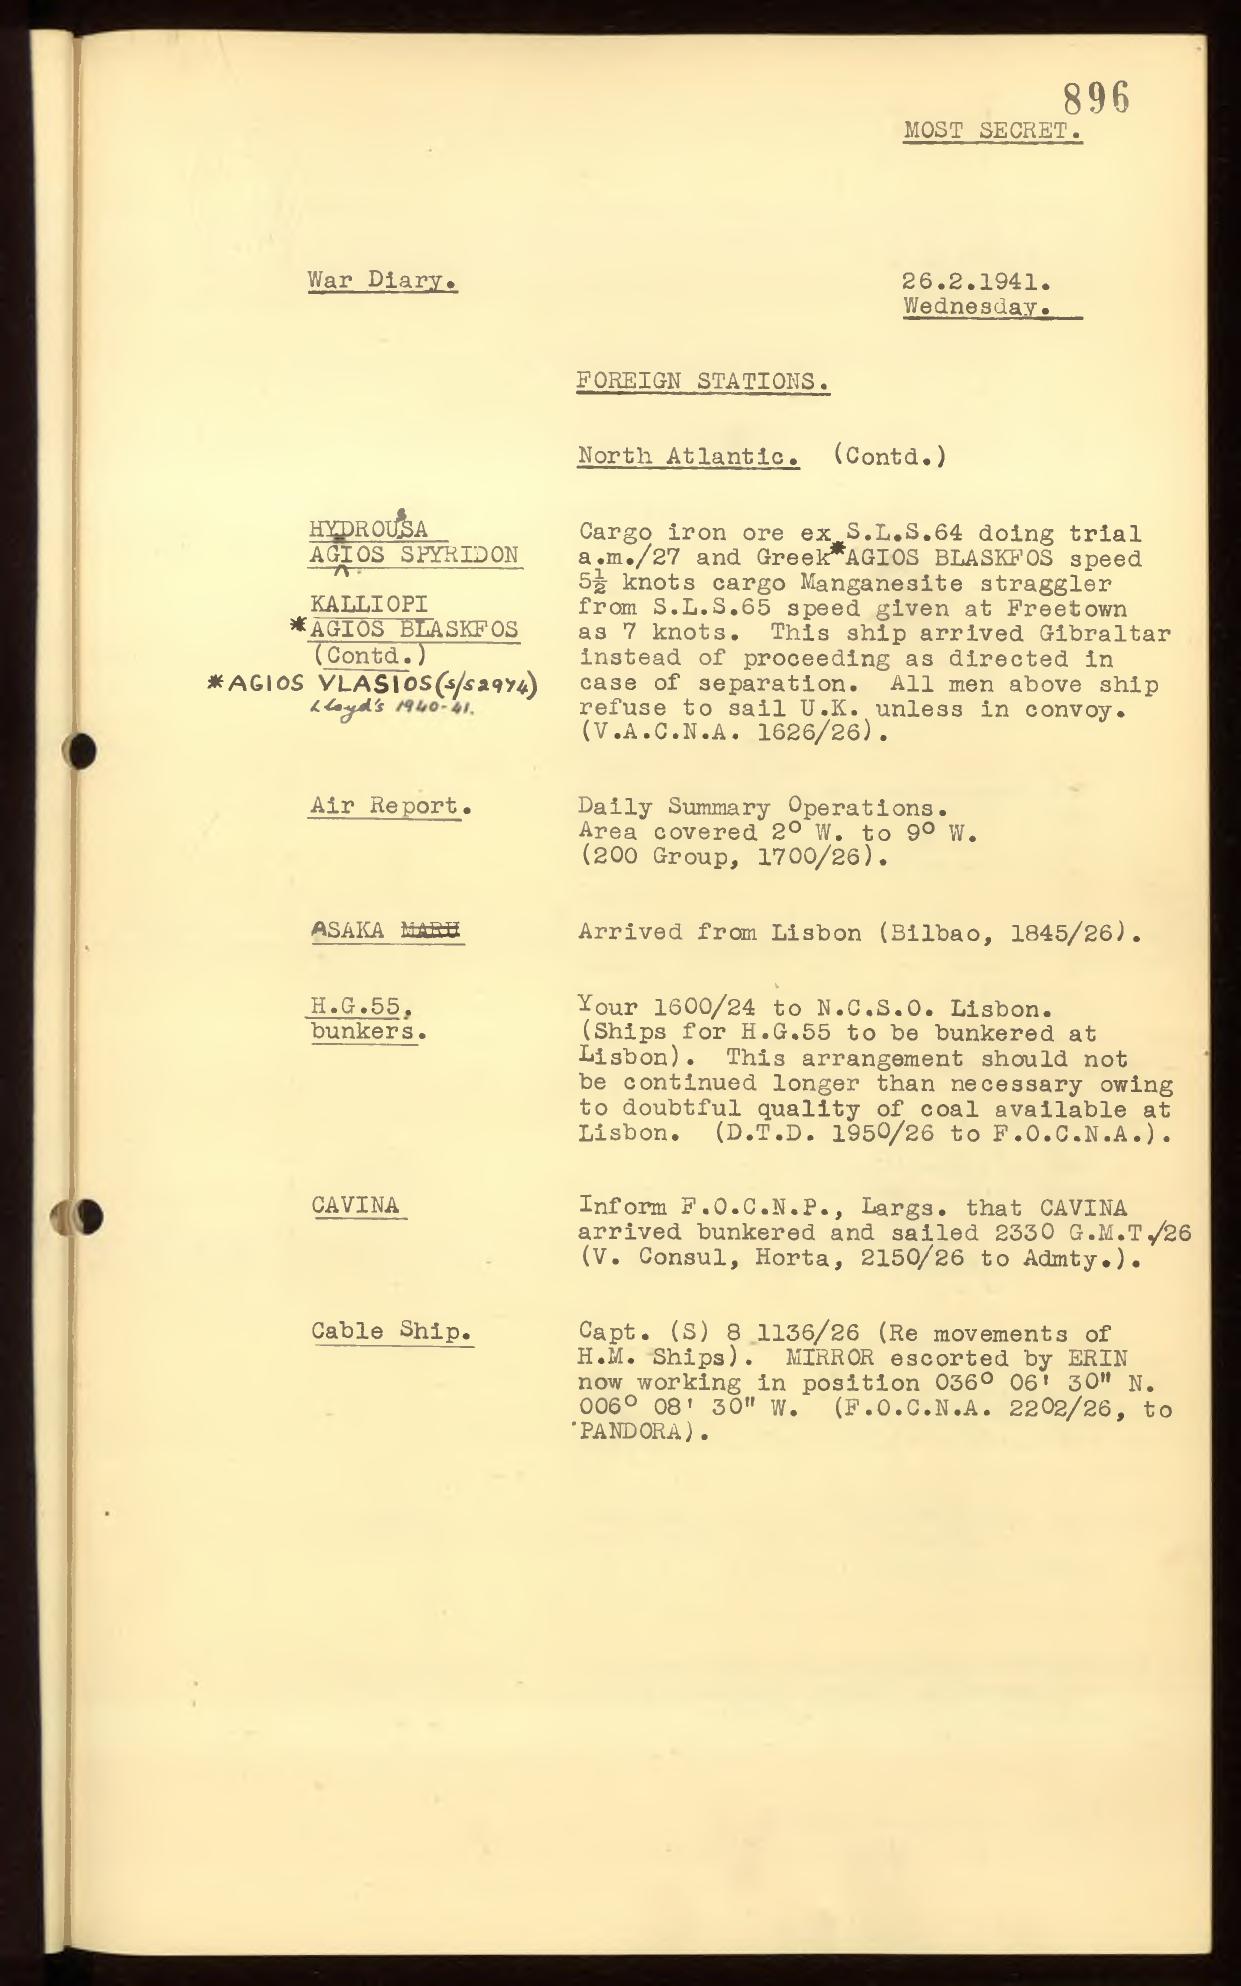 896
MOST SECRET.
War Diary.
26.2.1941.
Wednesday.
FOREIGN STATIONS.
North Atlantic. (Contd.)
HYDROUSSA
AGIOS SPYRIDON
KALLIOPI
*AGIOS BLASKFOS
(Contd.)
*AGIOS VLASIOS (s/s 2974)
Lloyd's 1940-41.
Cargo iron ore ex S.L.S.64 doing trial
a.m./27 and Greek *AGIOS BLASKFOS speed
5½ knots cargo Manganesite straggler
from S.L.S.65 speed given at Freetown
as 7 knots. This ship arrived Gibraltar
instead of proceeding as directed in
case of separation. All men above ship
refuse to sail U.K. unless in convoy.
(V.A.C.N.A. 1626/26).
Air Report.
Daily Summary Operations.
Area covered 2° W. to 9° W.
(200 Group, 1700/26).
ASAKA MARU
Arrived from Lisbon (Bilbao, 1845/26).
H.G.55,
bunkers.
Your 1600/24 to N.C.S.O. Lisbon.
(Ships for H.G.55 to be bunkered at
Lisbon). This arrangement should not
be continued longer than necessary owing
to doubtful quality of coal available at
Lisbon. (D.T.D. 1950/26 to F.O.C.N.A.).
CAVINA
Inform F.O.C.N.P., Largs. that CAVINA
arrived bunkered and sailed 2330 G.M.T./26
(V. Consul, Horta, 2150/26 to Admty.).
Cable Ship.
Capt. (S) 8 1136/26 (Re movements of
H.M. Ships). MIRROR escorted by ERIN
now working in position 036° 06' 30" N.
006° 08' 30" W. (F.O.C.N.A. 2202/26, to
PANDORA).